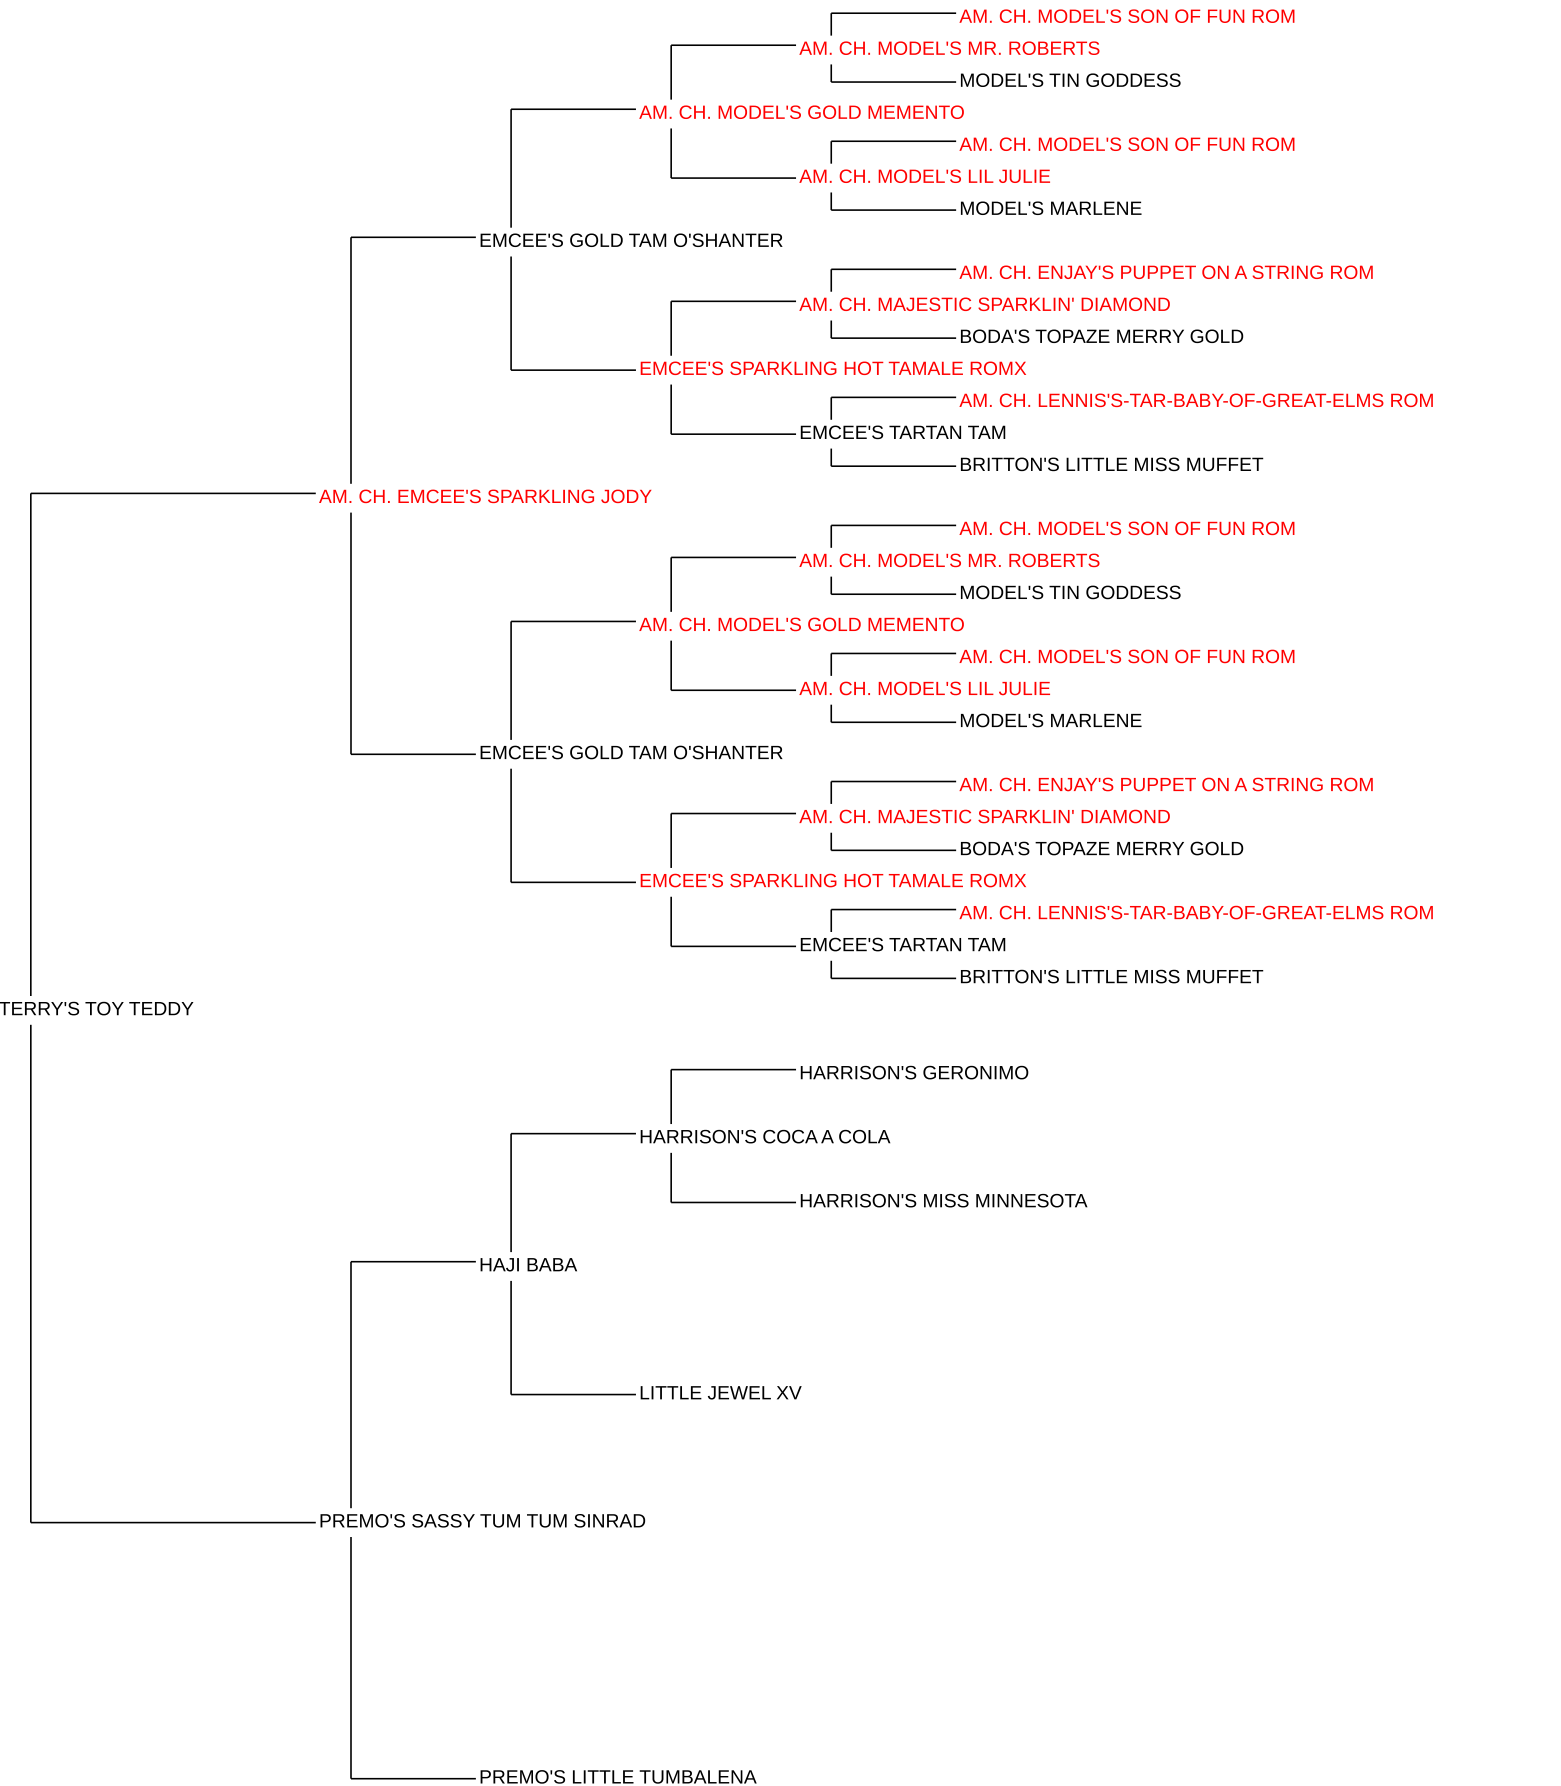 AM. CH. MODEL'S SON OF FUN ROM
AM. CH. MODEL'S MR. ROBERTS
MODEL'S TIN GODDESS
AM. CH. MODEL'S GOLD MEMENTO
AM. CH. MODEL'S SON OF FUN ROM
AM. CH. MODEL'S LIL JULIE
MODEL'S MARLENE
EMCEE'S GOLD TAM O'SHANTER
AM. CH. ENJAY'S PUPPET ON A STRING ROM
AM. CH. MAJESTIC SPARKLIN' DIAMOND
BODA'S TOPAZE MERRY GOLD
EMCEE'S SPARKLING HOT TAMALE ROMX
AM. CH. LENNIS'S-TAR-BABY-OF-GREAT-ELMS ROM
EMCEE'S TARTAN TAM
BRITTON'S LITTLE MISS MUFFET
AM. CH. EMCEE'S SPARKLING JODY
AM. CH. MODEL'S SON OF FUN ROM
AM. CH. MODEL'S MR. ROBERTS
MODEL'S TIN GODDESS
AM. CH. MODEL'S GOLD MEMENTO
AM. CH. MODEL'S SON OF FUN ROM
AM. CH. MODEL'S LIL JULIE
MODEL'S MARLENE
EMCEE'S GOLD TAM O'SHANTER
AM. CH. ENJAY'S PUPPET ON A STRING ROM
AM. CH. MAJESTIC SPARKLIN' DIAMOND
BODA'S TOPAZE MERRY GOLD
EMCEE'S SPARKLING HOT TAMALE ROMX
AM. CH. LENNIS'S-TAR-BABY-OF-GREAT-ELMS ROM
EMCEE'S TARTAN TAM
BRITTON'S LITTLE MISS MUFFET
TERRY'S TOY TEDDY
HARRISON'S GERONIMO
HARRISON'S COCA A COLA
HARRISON'S MISS MINNESOTA
HAJI BABA
LITTLE JEWEL XV
PREMO'S SASSY TUM TUM SINRAD
PREMO'S LITTLE TUMBALENA